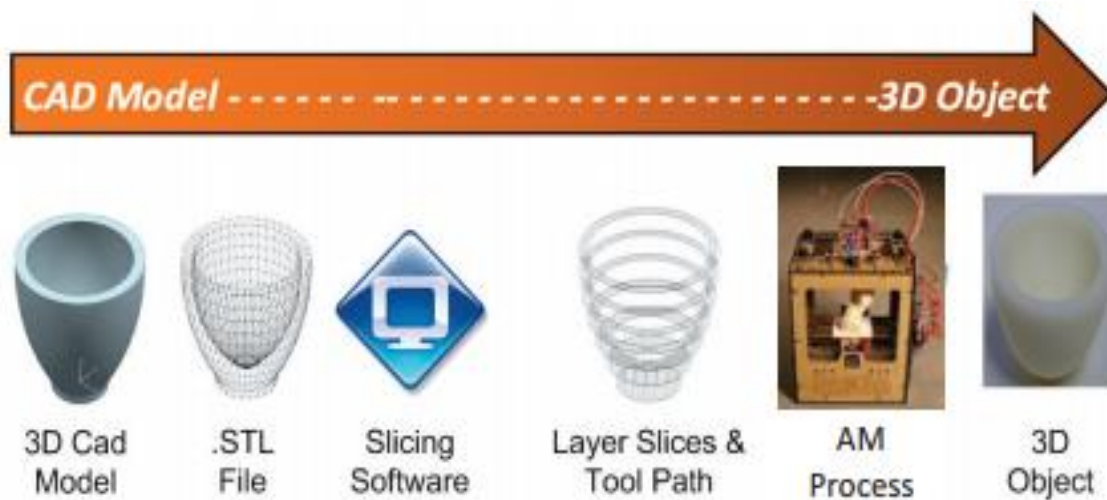 CAD Model - - - - - - -- - - - - - - - - - - - - - - - - - - - - -3D Object
3D Cad
Model
.STL
File
Slicing
Software
Layer Slices &
Tool Path
AM
Process
3D
Object